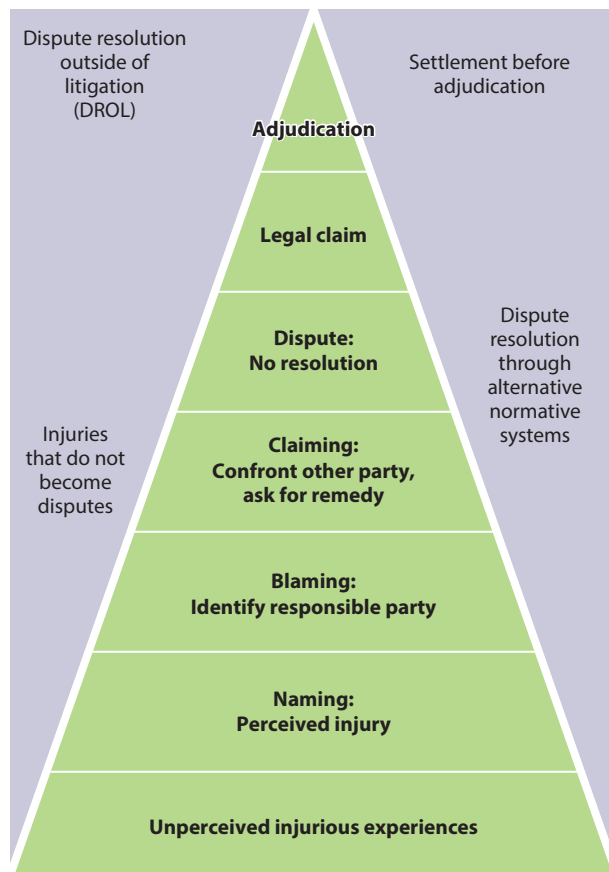 Dispute resolution
outside of
litigation
(DROL)
Settlement before
adjudication
Adjudication
Legal claim
Dispute:
No resolution
Dispute
resolution
through
alternative
normative
systems
Injuries
that do not
become
disputes
Claiming:
Confront other party,
ask for remedy
Blaming:
Identify responsible party
Naming:
Perceived injury
Unperceived injurious experiences